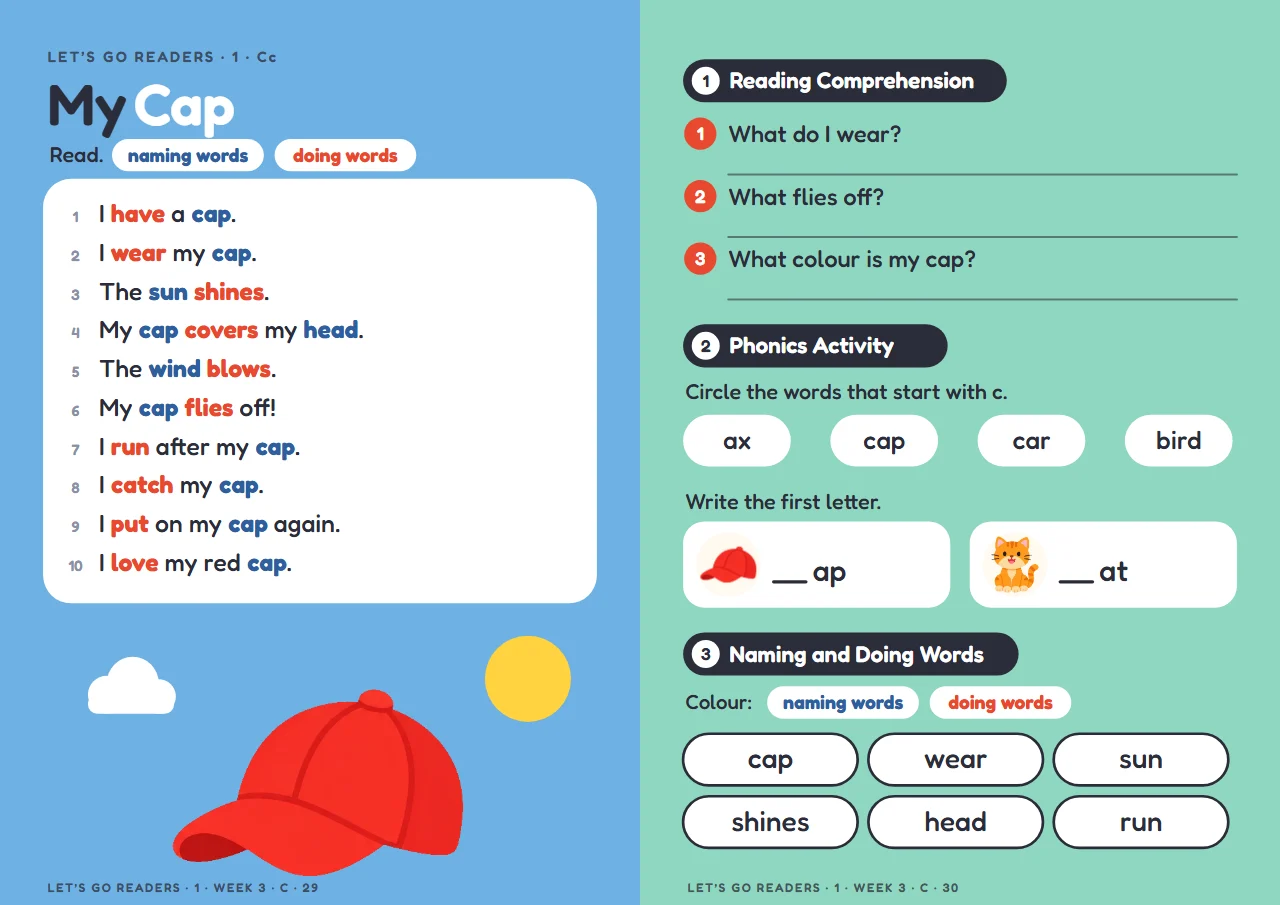 LET'S GO READERS · 1 · Cc
My Cap
Read. naming words doing words
1 I have a cap.
2 I wear my cap.
3 The sun shines.
4 My cap covers my head.
5 The wind blows.
6 My cap flies off!
7 I run after my cap.
8 I catch my cap.
9 I put on my cap again.
10 I love my red cap.
LET'S GO READERS · 1 · WEEK 3 · C · 29
1 Reading Comprehension
1 What do I wear?
2 What flies off?
3 What colour is my cap?
2 Phonics Activity
Circle the words that start with c.
ax cap car bird
Write the first letter.
__ap __at
3 Naming and Doing Words
Colour: naming words doing words
cap wear sun
shines head run
LET'S GO READERS · 1 · WEEK 3 · C · 30